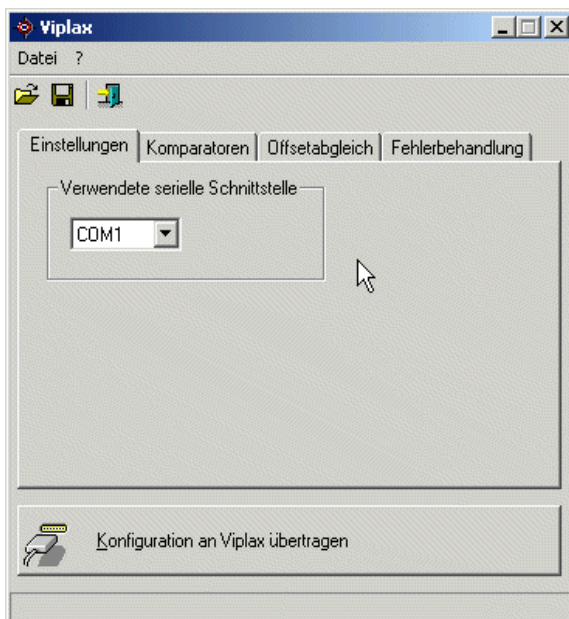 Viplax
Datei ?
Einstellungen Komparatoren Offsetabgleich Fehlerbehandlung
Verwendete serielle Schnittstelle
COM1
Konfiguration an Viplax übertragen